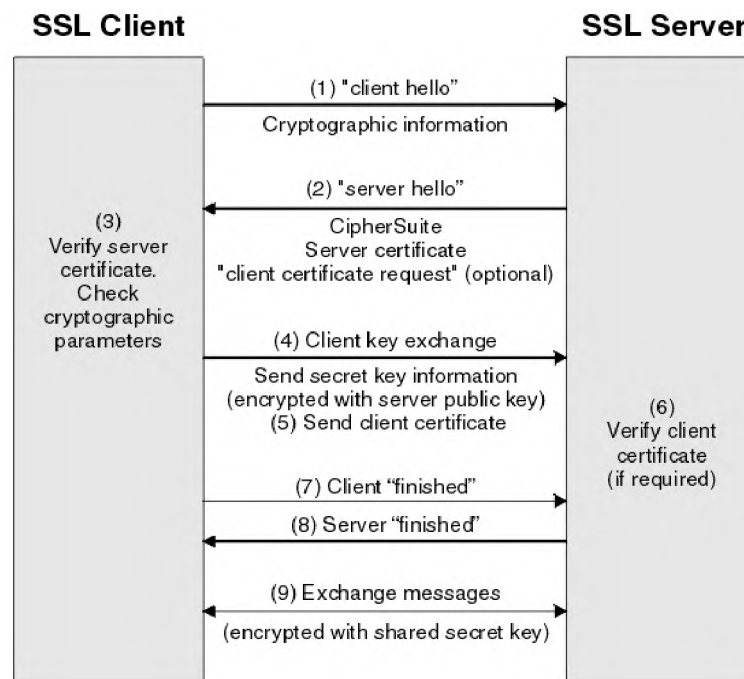 SSL Client
SSL Server
(1) "client hello”
Cryptographic information
(2) "server hello”
CipherSuite
Server certificate
"client certificate request" (optional)
(3)
Verify server
certificate.
Check
cryptographic
parameters
(4) Client key exchange
Send secret key information
(encrypted with server public key)
(5) Send client certificate
(6)
Verify client
certificate
(if required)
(7) Client “finished”
(8) Server “finished”
(9) Exchange messages
(encrypted with shared secret key)